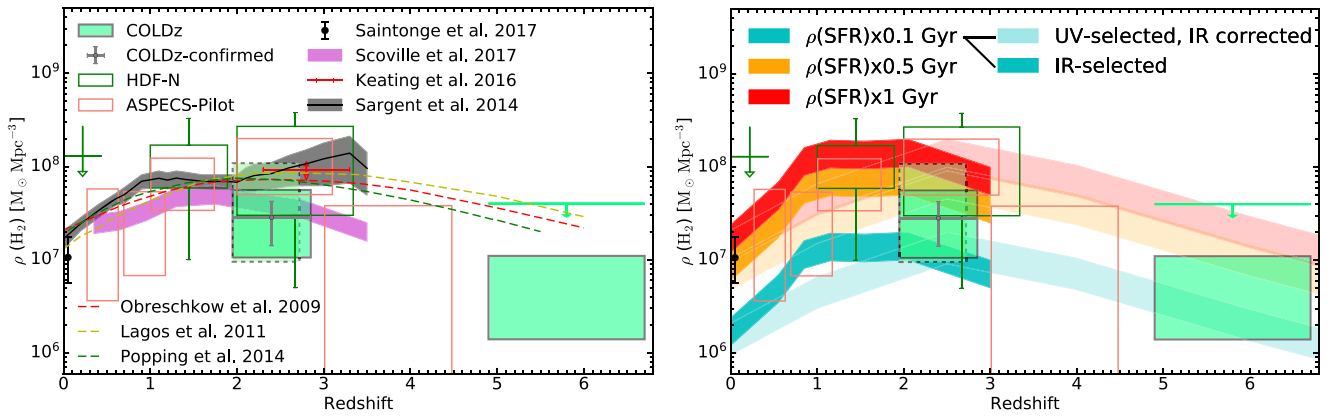 COLDz
COLDz-confirmed
HDF-N
ASPECS-Pilot
Saintonge et al. 2017
Scoville et al. 2017
Keating et al. 2016
Sargent et al. 2014
Obreschkow et al. 2009
Lagos et al. 2011
Popping et al. 2014
ρ (H₂) [M⊙ Mpc⁻³]
10⁹
10⁸
10⁷
10⁶
0 1 2 3 4 5 6
Redshift
ρ(SFR)x0.1 Gyr
ρ(SFR)x0.5 Gyr
ρ(SFR)x1 Gyr
UV-selected, IR corrected
IR-selected
ρ (H₂) [M⊙ Mpc⁻³]
10⁹
10⁸
10⁷
10⁶
0 1 2 3 4 5 6
Redshift